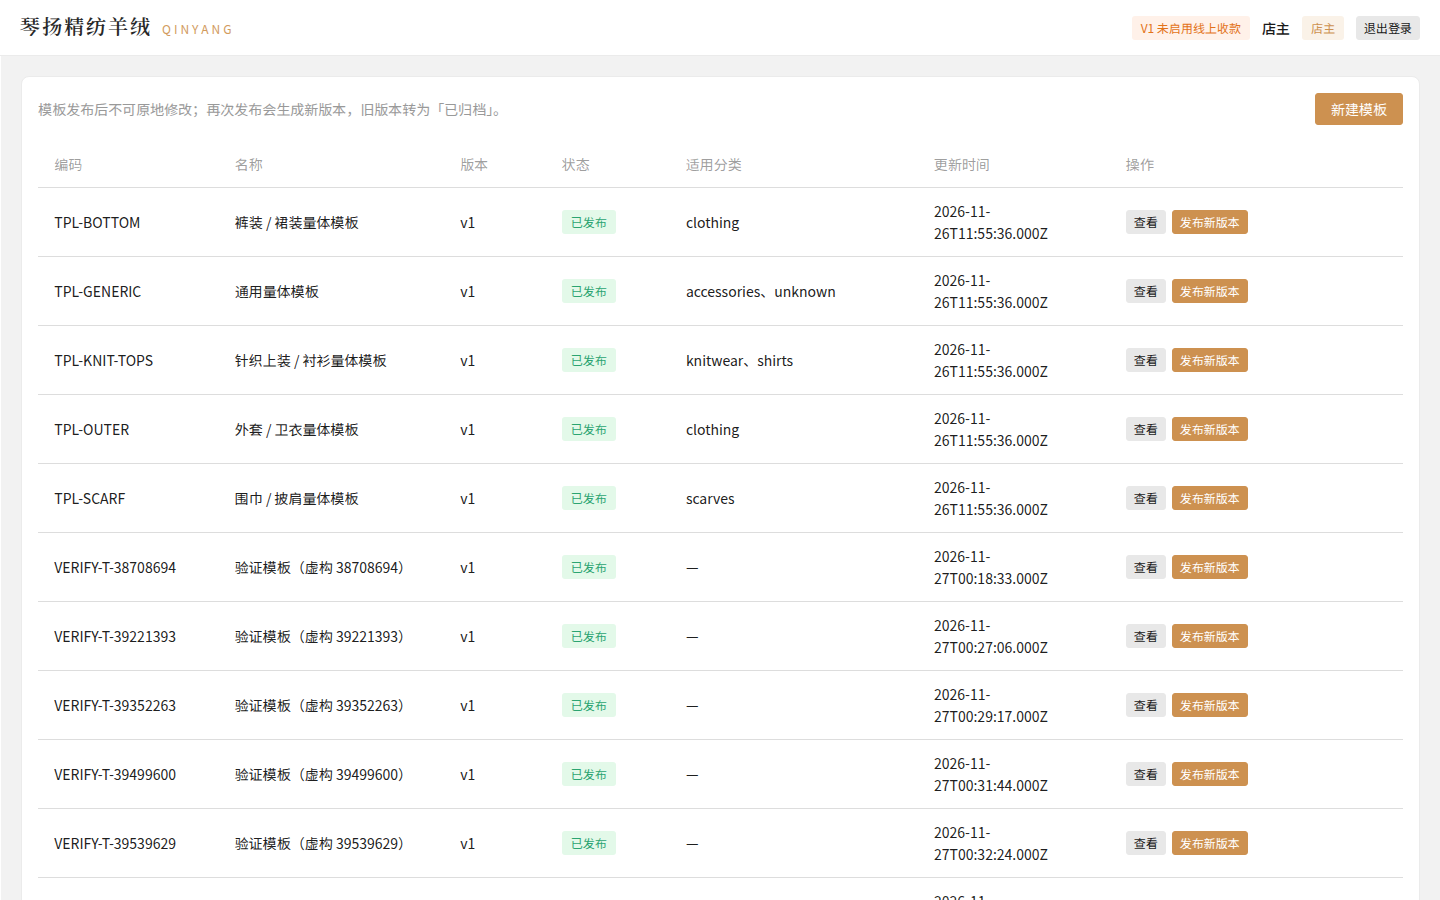 琴扬精纺羊绒 QINYANG
V1 未启用线上收款 店主 店主 退出登录
模板发布后不可原地修改；再次发布会生成新版本，旧版本转为「已归档」。 新建模板
编码 名称 版本 状态 适用分类 更新时间 操作
TPL-BOTTOM 裤装 / 裙装量体模板 v1 已发布 clothing 2026-11-
26T11:55:36.000Z 查看 发布新版本
TPL-GENERIC 通用量体模板 v1 已发布 accessories、unknown 2026-11-
26T11:55:36.000Z 查看 发布新版本
TPL-KNIT-TOPS 针织上装 / 衬衫量体模板 v1 已发布 knitwear、shirts 2026-11-
26T11:55:36.000Z 查看 发布新版本
TPL-OUTER 外套 / 卫衣量体模板 v1 已发布 clothing 2026-11-
26T11:55:36.000Z 查看 发布新版本
TPL-SCARF 围巾 / 披肩量体模板 v1 已发布 scarves 2026-11-
26T11:55:36.000Z 查看 发布新版本
VERIFY-T-38708694 验证模板（虚构 38708694） v1 已发布 — 2026-11-
27T00:18:33.000Z 查看 发布新版本
VERIFY-T-39221393 验证模板（虚构 39221393） v1 已发布 — 2026-11-
27T00:27:06.000Z 查看 发布新版本
VERIFY-T-39352263 验证模板（虚构 39352263） v1 已发布 — 2026-11-
27T00:29:17.000Z 查看 发布新版本
VERIFY-T-39499600 验证模板（虚构 39499600） v1 已发布 — 2026-11-
27T00:31:44.000Z 查看 发布新版本
VERIFY-T-39539629 验证模板（虚构 39539629） v1 已发布 — 2026-11-
27T00:32:24.000Z 查看 发布新版本